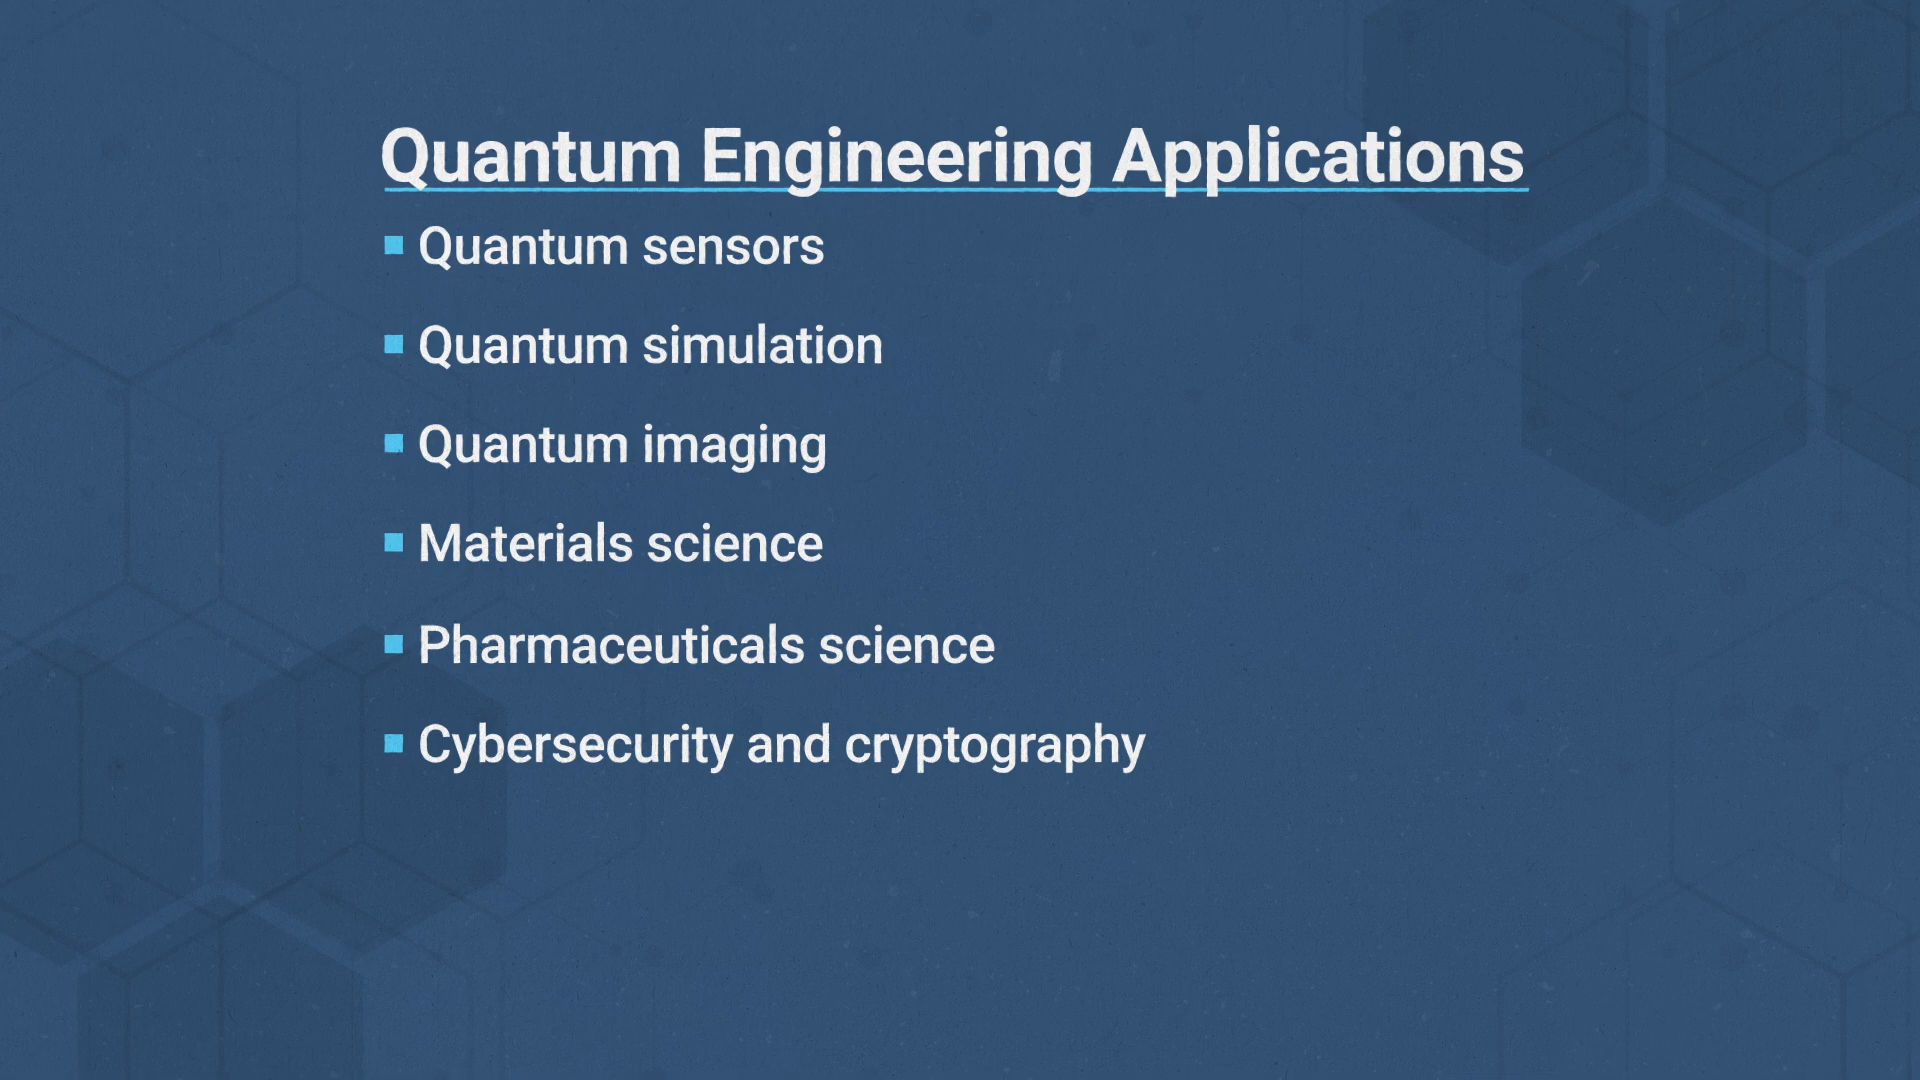 Quantum Engineering Applications
Quantum sensors
Quantum simulation
Quantum imaging
Materials science
Pharmaceuticals science
Cybersecurity and cryptography